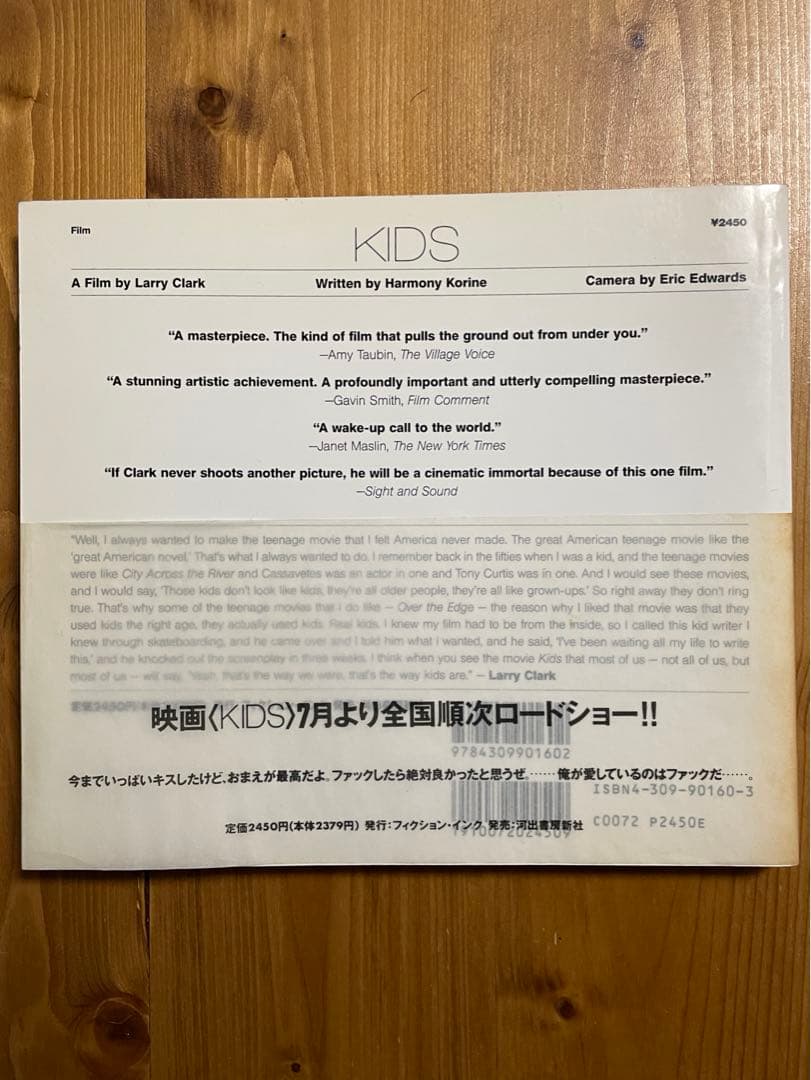 Film
¥2450
KIDS
A Film by Larry Clark
Written by Harmony Korine
Camera by Eric Edwards
“A masterpiece. The kind of film that pulls the ground out from under you.”
—Amy Taubin, The Village Voice
“A stunning artistic achievement. A profoundly important and utterly compelling masterpiece.”
—Gavin Smith, Film Comment
“A wake-up call to the world.”
—Janet Maslin, The New York Times
“If Clark never shoots another picture, he will be a cinematic immortal because of this one film.”
—Sight and Sound
“Well, I always wanted to make the teenage movie that I felt America never made. The great American teenage movie like the
‘great American novel.’ That’s what I always wanted to do. I remember back in the fifties when I was a kid, and the teenage movies
were like City Across the River and Cassavetes was an actor in one and Tony Curtis was in one. And I would see these movies,
and I would say, ‘Those kids don’t look like kids, they’re all older people, they’re all like grown-ups.’ So right away they don’t ring
true. That’s why some of the teenage movies that I do like — Over the Edge — the reason why I liked that movie was that they
used kids the right age, they actually used kids. Real kids. I knew my film had to be from the inside, so I called this kid writer I
knew through skateboarding, and he came over and I told him what I wanted, and he said, ‘I’ve been waiting all my life to write
this,’ and he knocked out the screenplay in three weeks. I think when you see the movie Kids that most of us — not all of us, but
most of us — will say, ‘Yeah, that’s the way we were, that’s the way kids are.” — Larry Clark
映画〈KIDS〉7月より全国順次ロードショー!!
9784309901602
今までいっぱいキスしたけど、おまえが最高だよ。ファックしたら絶対良かったと思うぜ。……俺が愛しているのはファックだ……。
ISBN4-309-90160-3
定価2450円(本体2379円) 発行:フィクション・インク 発売:河出書房新社
C0072 P2450E
1910072024509